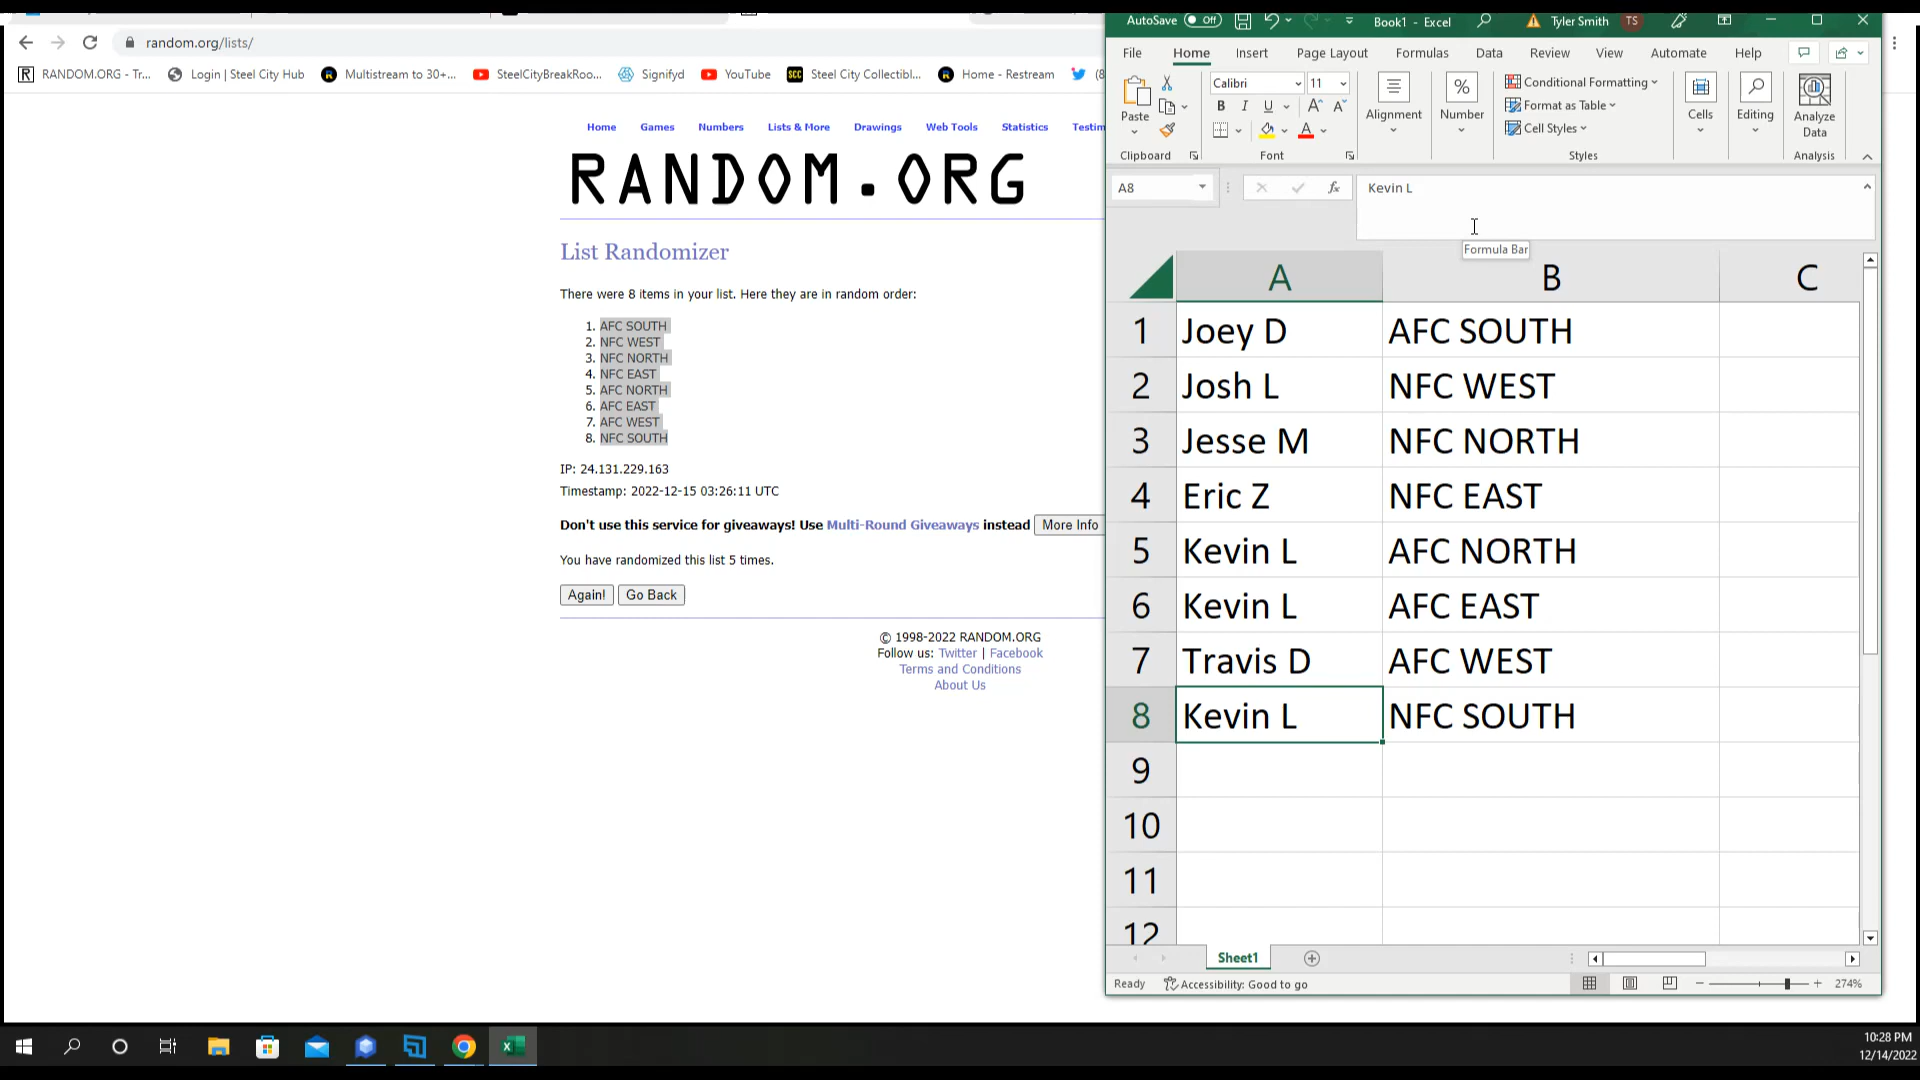 random.org/lists/
RANDOM.ORG - Tr... Login | Steel City Hub Multistream to 30+... SteelCityBreakRoo... Signifyd YouTube Steel City Collectibl... Home - Restream (8
Home Games Numbers Lists & More Drawings Web Tools Statistics Testim
RANDOM.ORG
List Randomizer
There were 8 items in your list. Here they are in random order:
1. AFC SOUTH
2. NFC WEST
3. NFC NORTH
4. NFC EAST
5. AFC NORTH
6. AFC EAST
7. AFC WEST
8. NFC SOUTH
IP: 24.131.229.163
Timestamp: 2022-12-15 03:26:11 UTC
Don't use this service for giveaways! Use Multi-Round Giveaways instead More Info
You have randomized this list 5 times.
Again! Go Back
© 1998-2022 RANDOM.ORG
Follow us: Twitter | Facebook
Terms and Conditions
About Us
AutoSave Off Book1 - Excel Tyler Smith TS
File Home Insert Page Layout Formulas Data Review View Automate Help
Paste
Clipboard
Calibri 11
B I U A A
A
Font
Alignment
%
Number
Conditional Formatting
Format as Table
Cell Styles
Styles
Cells
Editing
Analyze
Data
Analysis
A8 fx Kevin L
Formula Bar
A B C
1 Joey D AFC SOUTH
2 Josh L NFC WEST
3 Jesse M NFC NORTH
4 Eric Z NFC EAST
5 Kevin L AFC NORTH
6 Kevin L AFC EAST
7 Travis D AFC WEST
8 Kevin L NFC SOUTH
9
10
11
12
Sheet1
Ready Accessibility: Good to go 274%
10:28 PM
12/14/2022